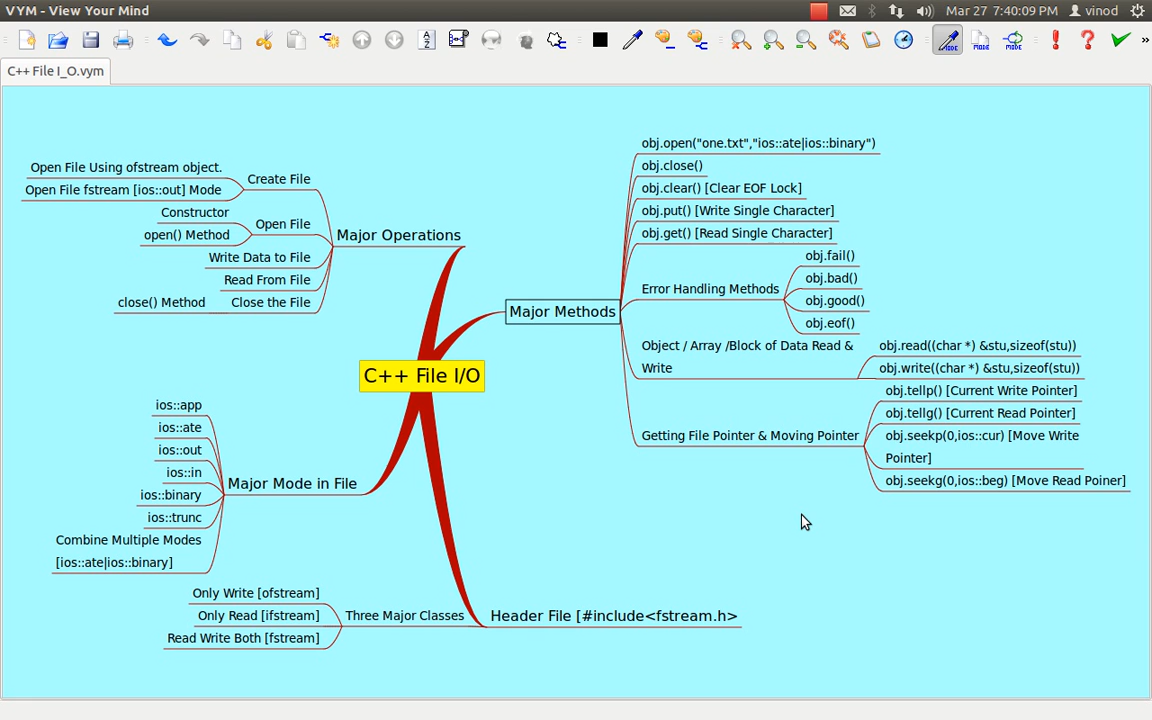 VYM - View Your Mind
Mar 27 7:40:09 PM
vinod
A
Z
MODE
MODE
MODE
»
C++ File I_O.vym
Open File Using ofstream object.
Open File fstream [ios::out] Mode
Create File
Constructor
open() Method
Open File
Write Data to File
Read From File
close() Method
Close the File
Major Operations
C++ File I/O
ios::app
ios::ate
ios::out
ios::in
ios::binary
ios::trunc
Combine Multiple Modes
[ios::ate|ios::binary]
Major Mode in File
Only Write [ofstream]
Only Read [ifstream]
Read Write Both [fstream]
Three Major Classes
Header File [#include<fstream.h>
Major Methods
obj.open("one.txt","ios::ate|ios::binary")
obj.close()
obj.clear() [Clear EOF Lock]
obj.put() [Write Single Character]
obj.get() [Read Single Character]
Error Handling Methods
obj.fail()
obj.bad()
obj.good()
obj.eof()
Object / Array /Block of Data Read &
Write
obj.read((char *) &stu,sizeof(stu))
obj.write((char *) &stu,sizeof(stu))
Getting File Pointer & Moving Pointer
obj.tellp() [Current Write Pointer]
obj.tellg() [Current Read Pointer]
obj.seekp(0,ios::cur) [Move Write
Pointer]
obj.seekg(0,ios::beg) [Move Read Poiner]